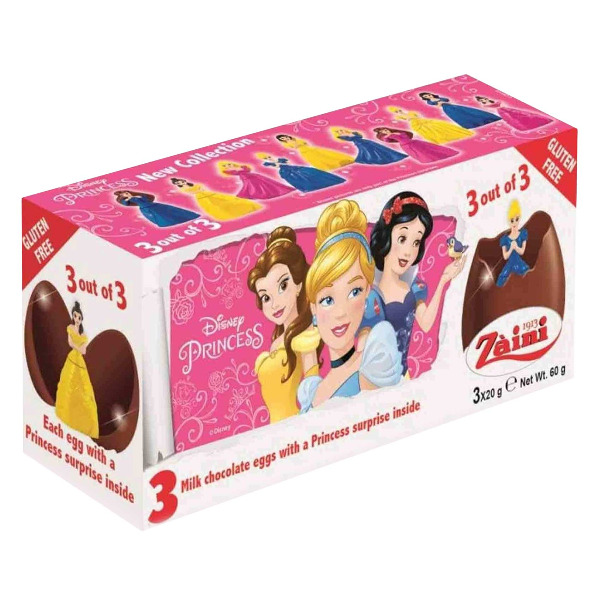 Disney
PRINCESS
New Collection
3 out of 3
GLUTEN
FREE
GLUTEN
FREE
3 out of 3
Each egg with a
Princess surprise inside
Disney
PRINCESS
© Disney
3 out of 3
1913
Zàini
3x20 g e Net Wt. 60 g
3 Milk chocolate eggs with a Princess surprise inside